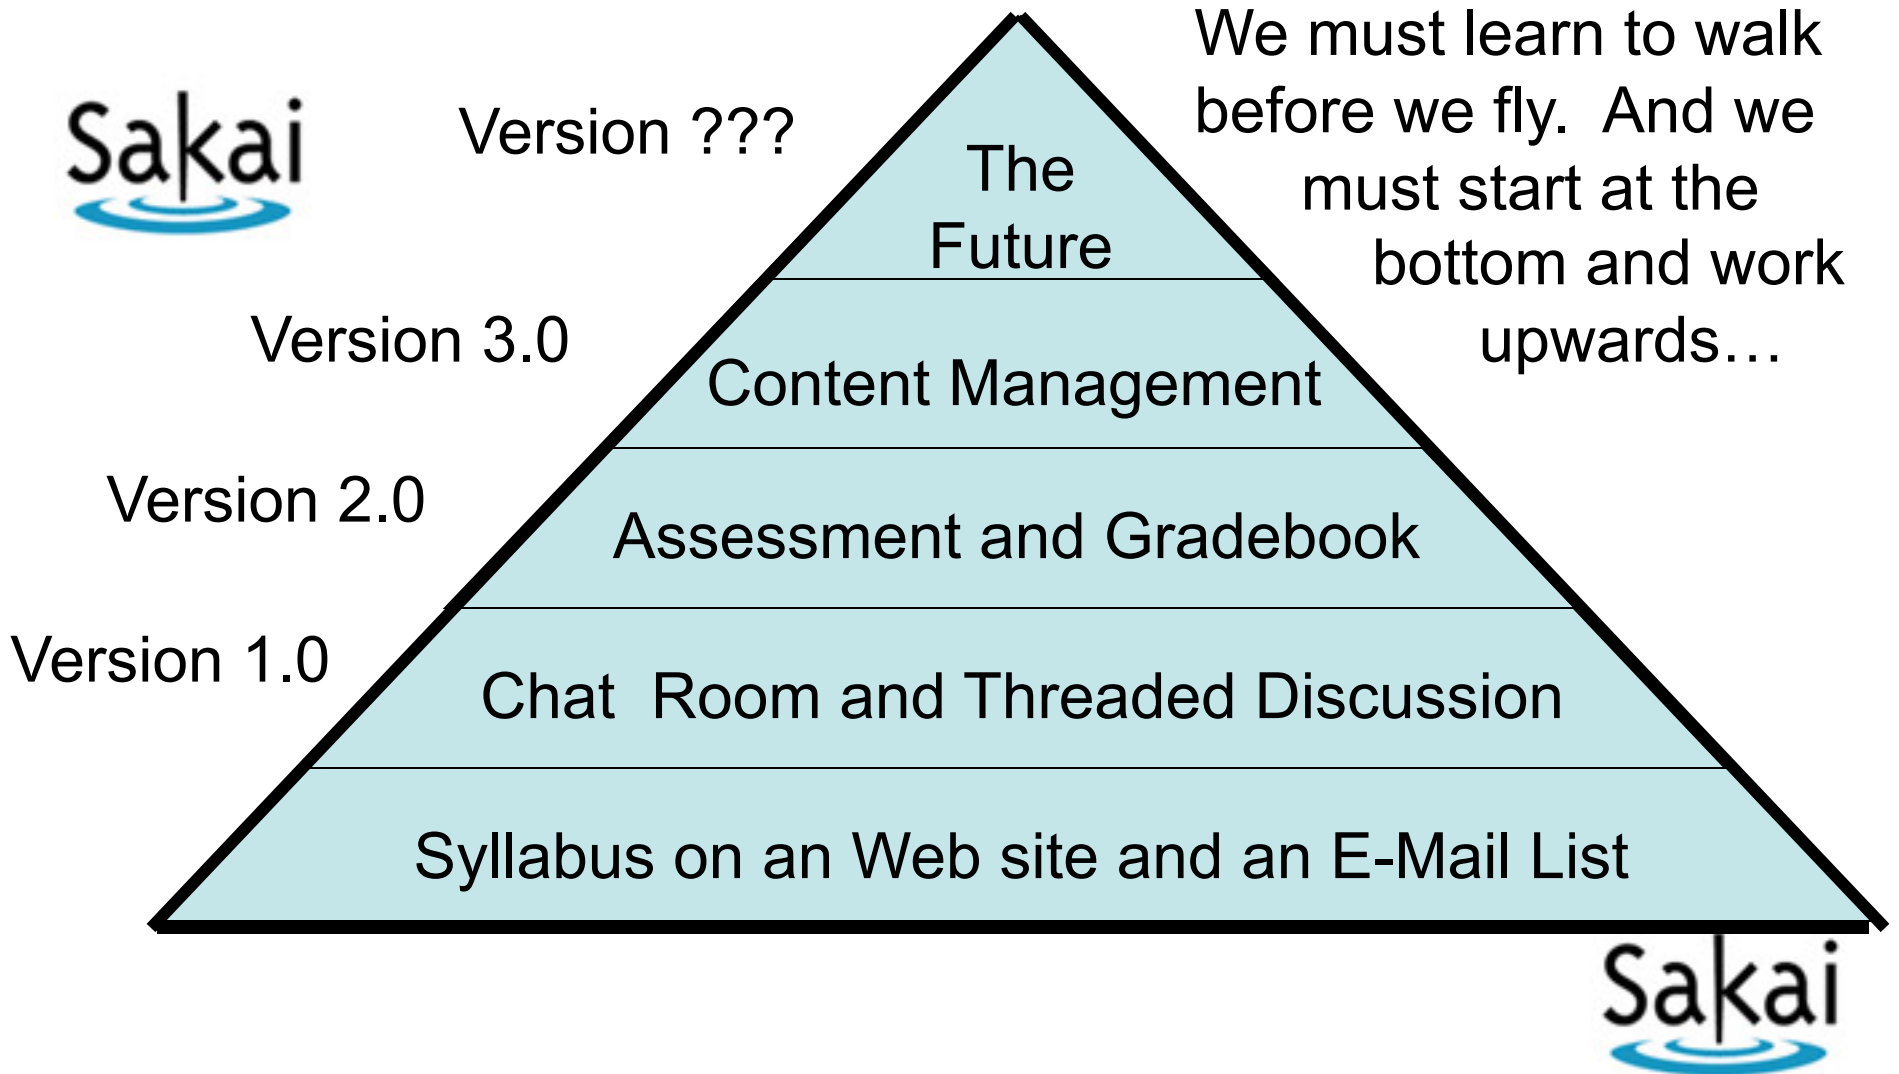 We must learn to walk
before we fly.  And we
must start at the
bottom and work
upwards…
Sakai
Version ???
The
Future
Version 3.0
Content Management
Version 2.0
Assessment and Gradebook
Version 1.0
Chat  Room and Threaded Discussion
Syllabus on an Web site and an E-Mail List
Sakai